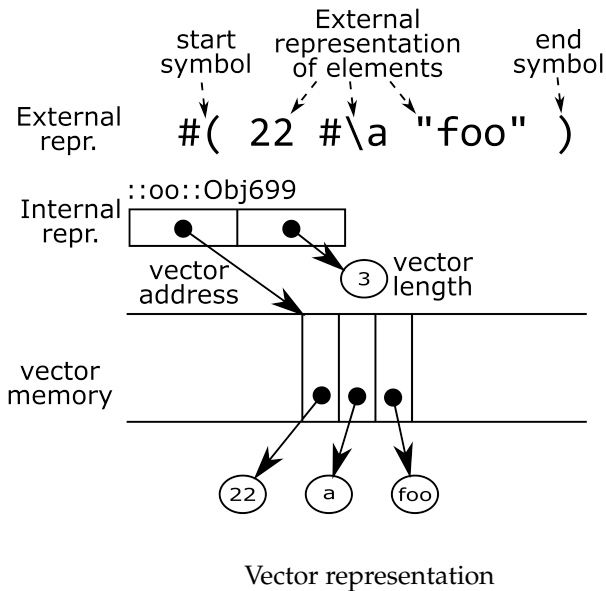 start
symbol
External
representation
of elements
end
symbol
External
repr.
#( 22 #\a "foo" )
::oo::Obj699
Internal
repr.
vector
address
3
vector
length
vector
memory
22
a
foo
Vector representation